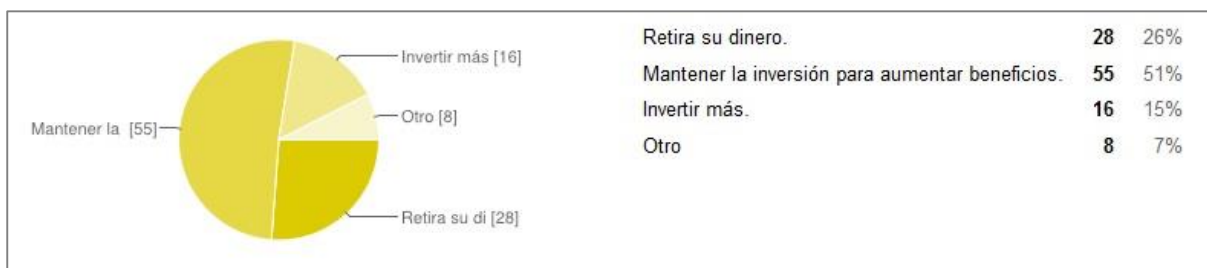 Invertir más [16]
Otro [8]
Mantener la [55]
Retira su di [28]
Retira su dinero. 28 26%
Mantener la inversión para aumentar beneficios. 55 51%
Invertir más. 16 15%
Otro 8 7%